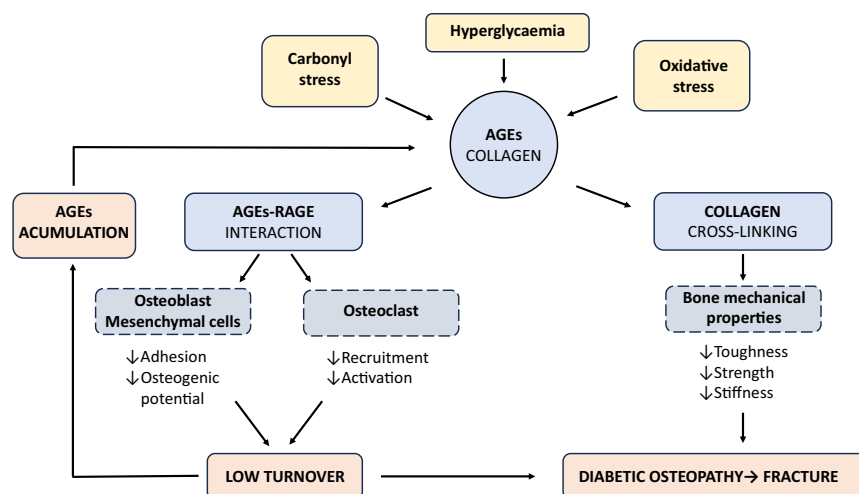 Hyperglycaemia
Carbonyl
stress
Oxidative
stress
AGEs
COLLAGEN
AGEs
ACUMULATION
AGEs-RAGE
INTERACTION
COLLAGEN
CROSS-LINKING
Osteoblast
Mesenchymal cells
Osteoclast
Bone mechanical
properties
↓Adhesion
↓Osteogenic
potential
↓Recruitment
↓Activation
↓Toughness
↓Strength
↓Stiffness
LOW TURNOVER
DIABETIC OSTEOPATHY→ FRACTURE